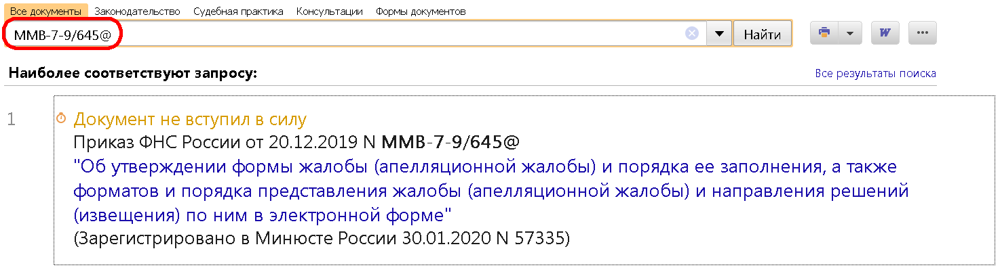 Все документы Законодательство Судебная практика Консультации Формы документов
ММВ-7-9/645@ Найти W
Наиболее соответствуют запросу: Все результаты поиска
1 Документ не вступил в силу
Приказ ФНС России от 20.12.2019 N ММВ-7-9/645@
"Об утверждении формы жалобы (апелляционной жалобы) и порядка ее заполнения, а также
форматов и порядка представления жалобы (апелляционной жалобы) и направления решений
(извещения) по ним в электронной форме"
(Зарегистрировано в Минюсте России 30.01.2020 N 57335)